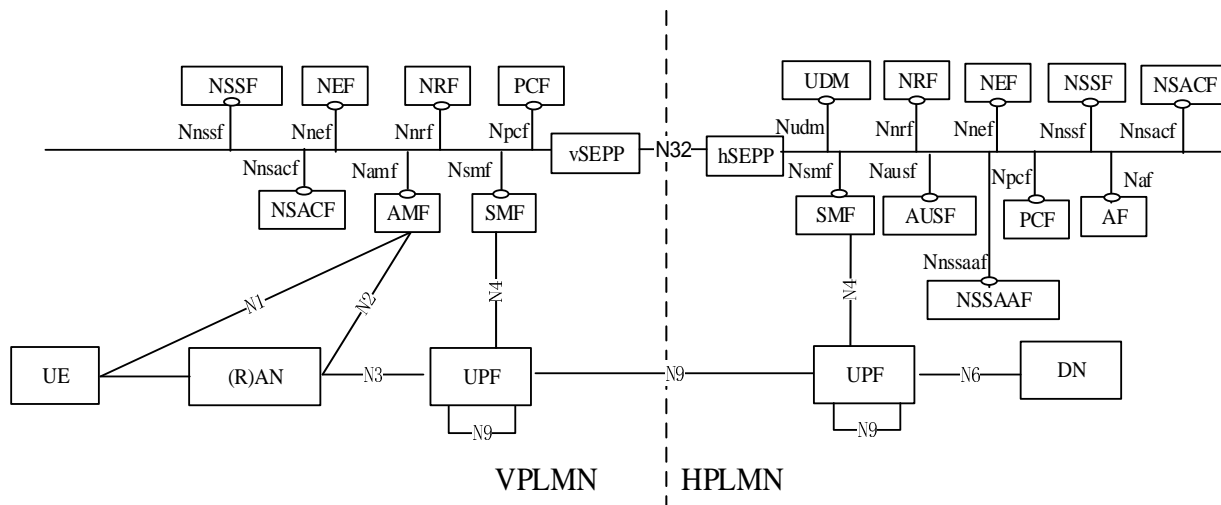 NSSF NEF NRF PCF UDM NRF NEF NSSF NSACF
Nnssf Nnef Nnrf Npcf Nudm Nnrf Nnef Nnssf Nnsacf
vSEPP N32 hSEPP
Nnsacf Namf Nsmf Nsmf Nausf Npcf Naf
NSACF AMF SMF SMF AUSF PCF AF
Nnssaaf
NSSAAF
N1 N2 N4 N4
UE (R)AN N3 UPF N9 UPF N6 DN
N9 N9
VPLMN HPLMN